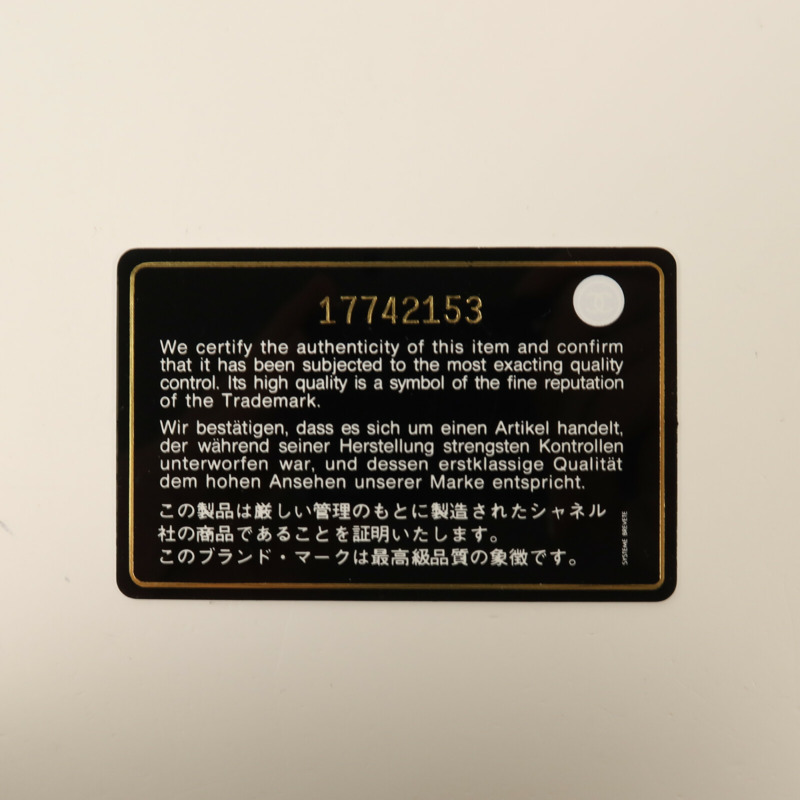 17742153
We certify the authenticity of this item and confirm
that it has been subjected to the most exacting quality
control. Its high quality is a symbol of the fine reputation
of the Trademark.
Wir bestätigen, dass es sich um einen Artikel handelt,
der während seiner Herstellung strengsten Kontrollen
unterworfen war, und dessen erstklassige Qualität
dem hohen Ansehen unserer Marke entspricht.
この製品は厳しい管理のもとに製造されたシャネル
社の商品であることを証明いたします。
このブランド・マークは最高級品質の象徴です。
SYSTEME BREVETE